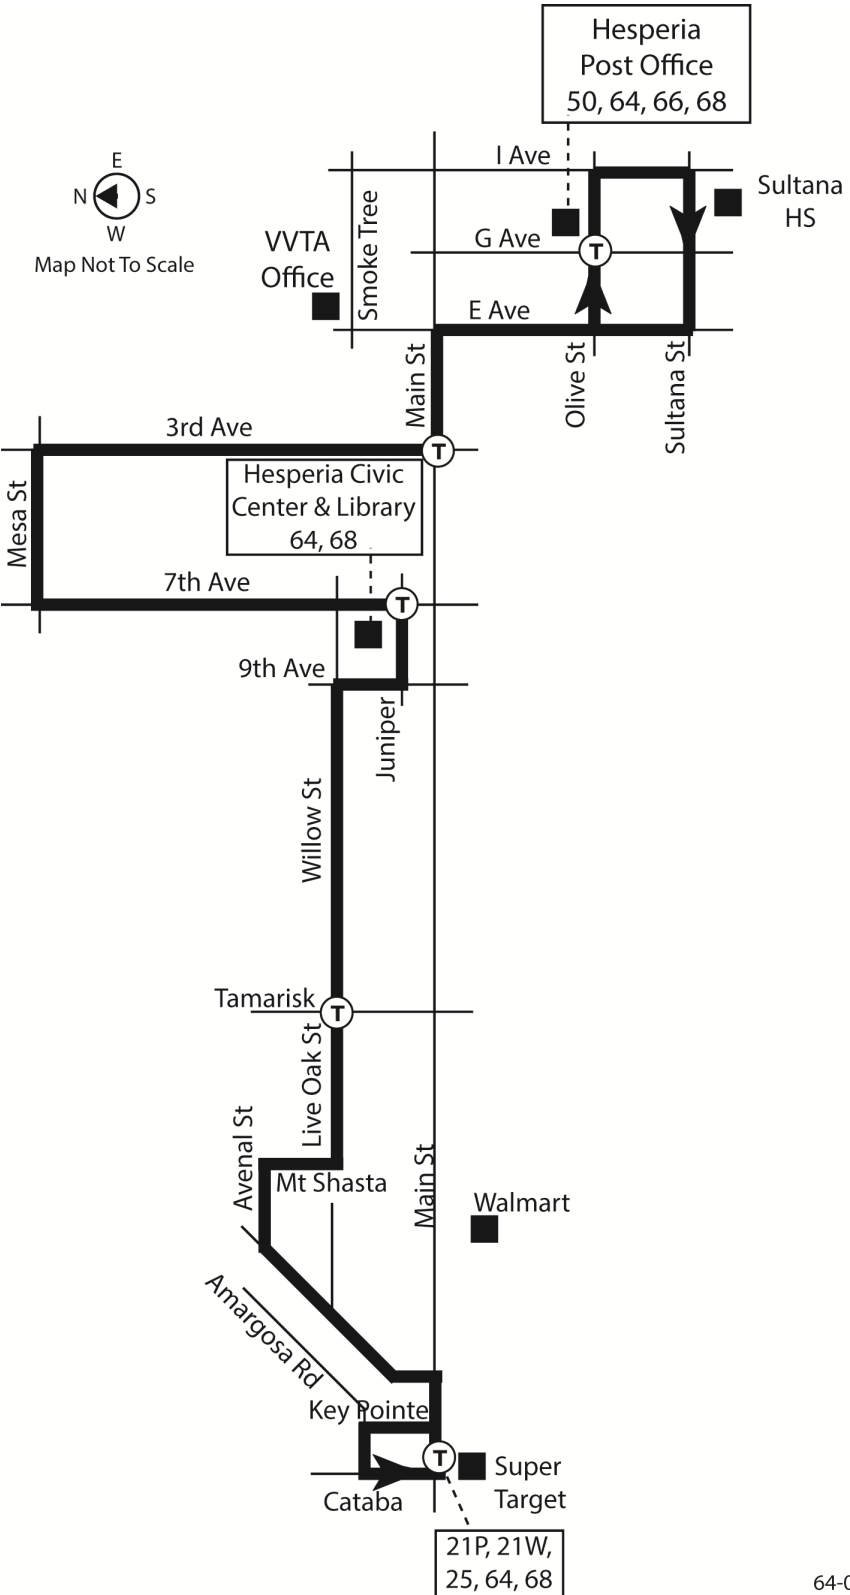 Hesperia
Post Office
50, 64, 66, 68
E
N
S
W
Map Not To Scale
I Ave
Sultana
HS
VVTA
Office
Smoke Tree
G Ave
T
E Ave
Main St
Olive St
Sultana St
3rd Ave
T
Hesperia Civic
Center & Library
64, 68
Mesa St
7th Ave
T
9th Ave
Juniper
Willow St
Tamarisk
T
Live Oak St
Avenal St
Mt Shasta
Main St
Walmart
Amargosa Rd
Key Pointe
T
Super
Target
Cataba
21P, 21W,
25, 64, 68